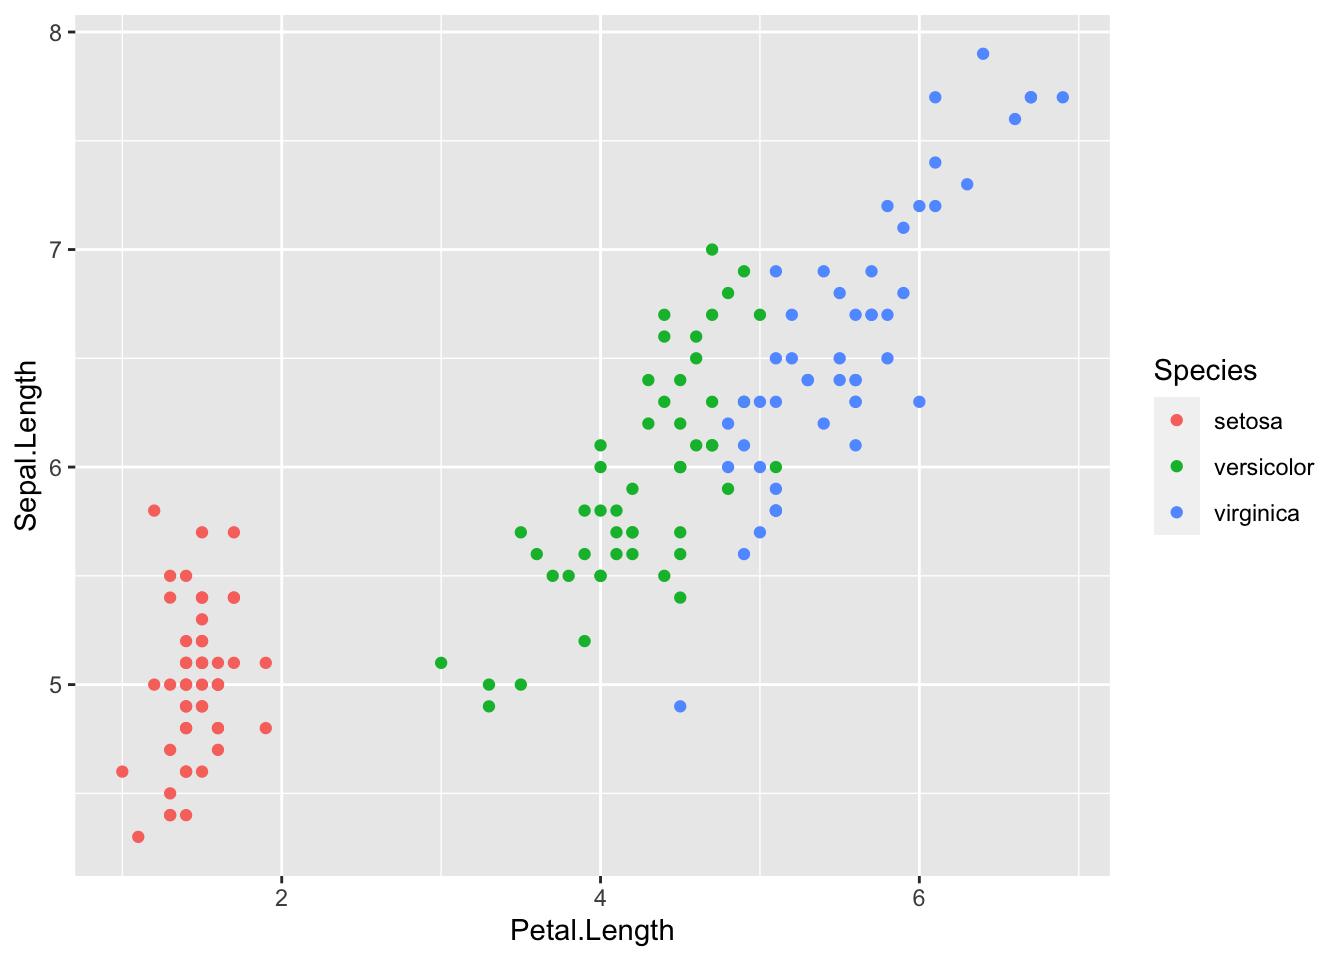 8
7
6
5
2 4 6
Petal.Length
Sepal.Length
Species
setosa
versicolor
virginica